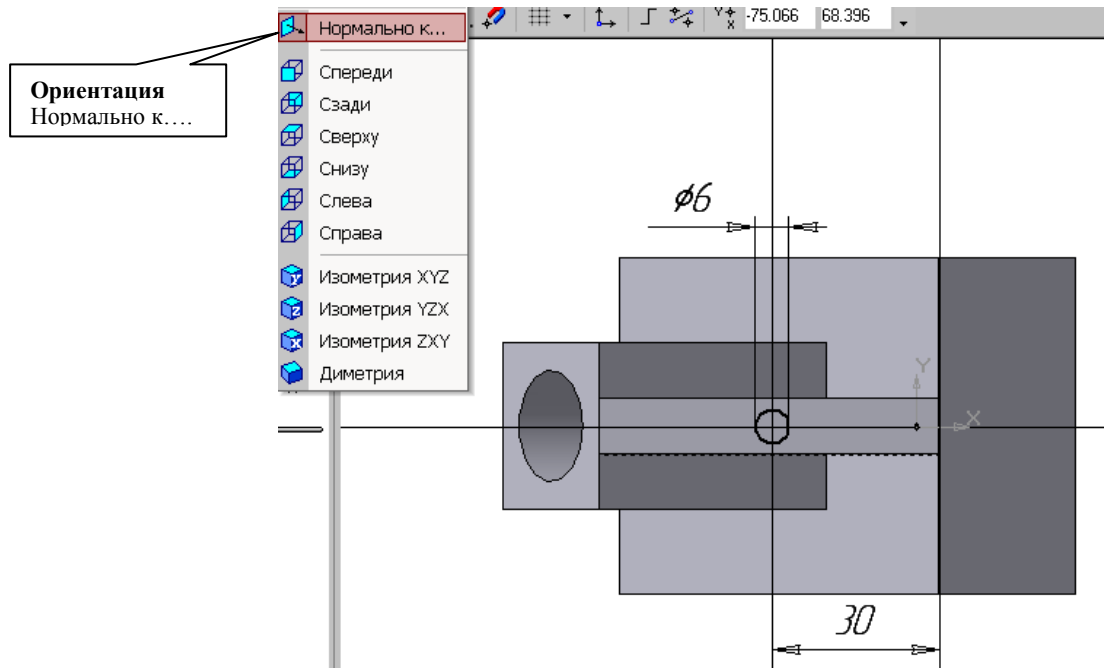 Нормально к...
-75.066 68.396
Ориентация
Нормально к….
Спереди
Сзади
Сверху
Снизу
Слева
Справа
Изометрия XYZ
Изометрия YZX
Изометрия ZXY
Диметрия
ϕ6
Y
X
30